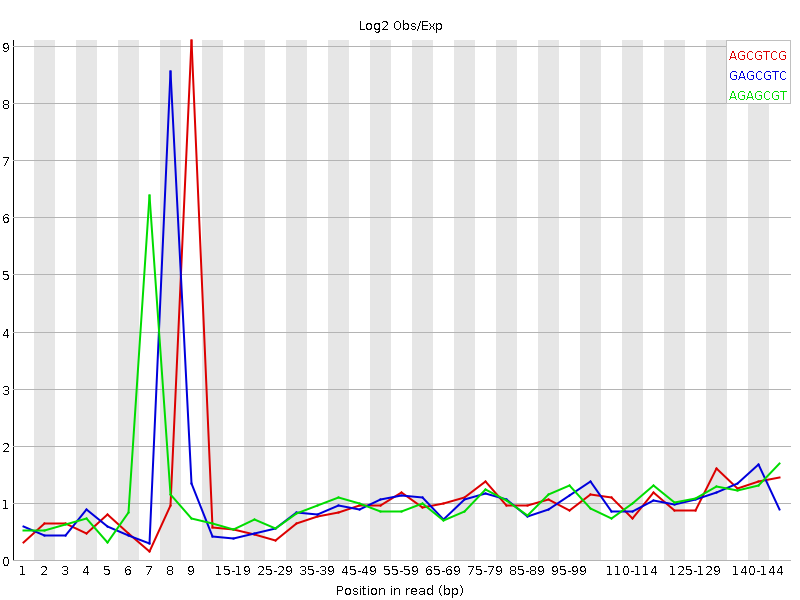 Log2 Obs/Exp
AGCGTCG
GAGCGTC
AGAGCGT
9
8
7
6
5
4
3
2
1
0
1 2 3 4 5 6 7 8 9 15-19 25-29 35-39 45-49 55-59 65-69 75-79 85-89 95-99 110-114 125-129 140-144
Position in read (bp)